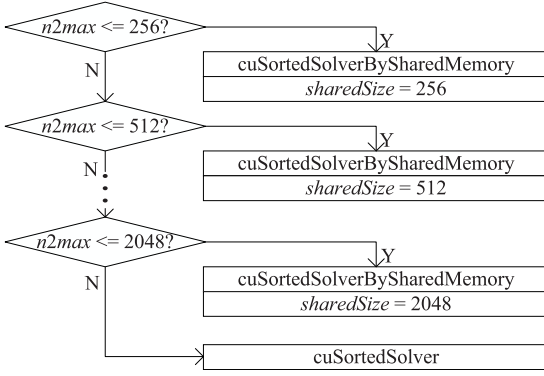 n2max <= 256?
Y
N
cuSortedSolverBySharedMemory
sharedSize = 256
n2max <= 512?
Y
N
cuSortedSolverBySharedMemory
sharedSize = 512
n2max <= 2048?
Y
N
cuSortedSolverBySharedMemory
sharedSize = 2048
cuSortedSolver